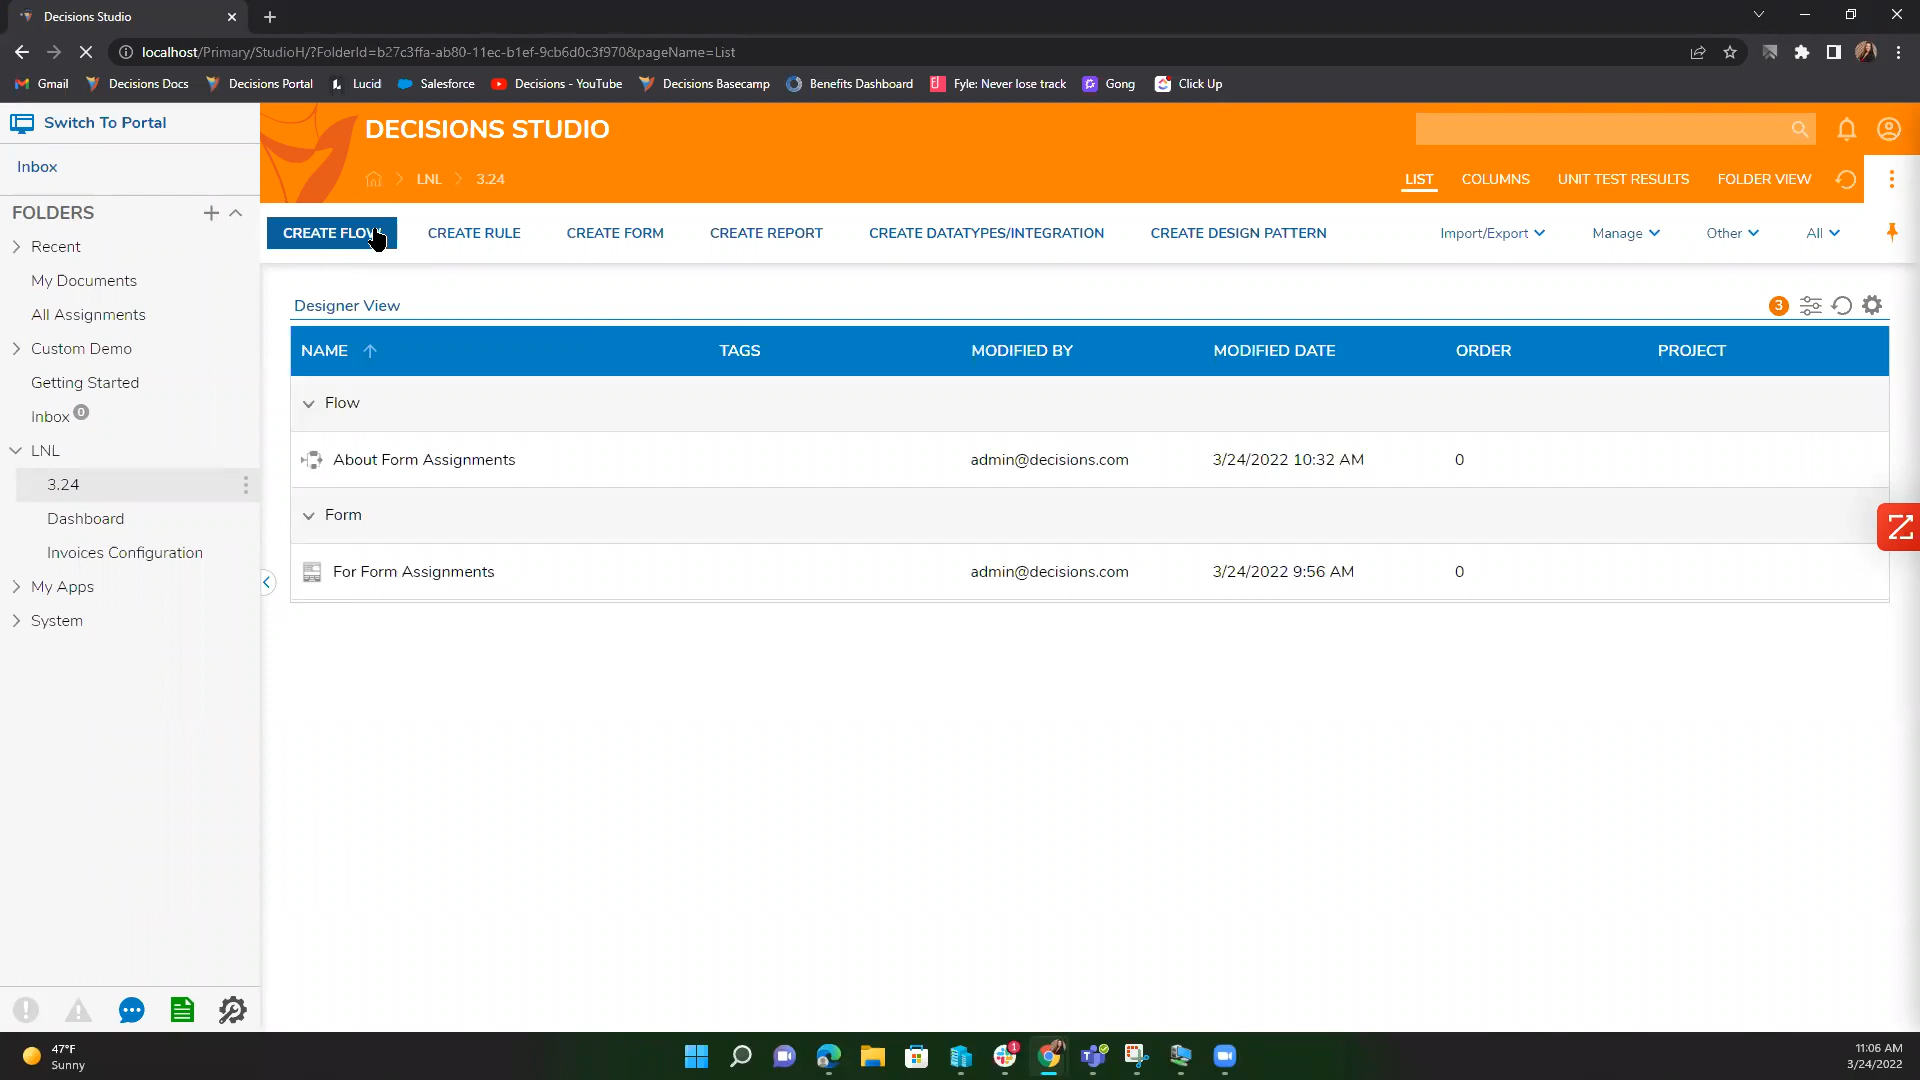 Decisions Studio
localhost/Primary/StudioH/?FolderId=b27c3ffa-ab80-11ec-b1ef-9cb6d0c3f970&pageName=List
Gmail Decisions Docs Decisions Portal Lucid Salesforce Decisions - YouTube Decisions Basecamp Benefits Dashboard Fyle: Never lose track Gong Click Up
Switch To Portal
Inbox
FOLDERS
Recent
My Documents
All Assignments
Custom Demo
Getting Started
Inbox 0
LNL
3.24
Dashboard
Invoices Configuration
My Apps
System
DECISIONS STUDIO
LNL 3.24
LIST COLUMNS UNIT TEST RESULTS FOLDER VIEW
CREATE FLOW CREATE RULE CREATE FORM CREATE REPORT CREATE DATATYPES/INTEGRATION CREATE DESIGN PATTERN Import/Export Manage Other All
Designer View 3
NAME TAGS MODIFIED BY MODIFIED DATE ORDER PROJECT
Flow
About Form Assignments admin@decisions.com 3/24/2022 10:32 AM 0
Form
For Form Assignments admin@decisions.com 3/24/2022 9:56 AM 0
47°F
Sunny
1
11:06 AM
3/24/2022